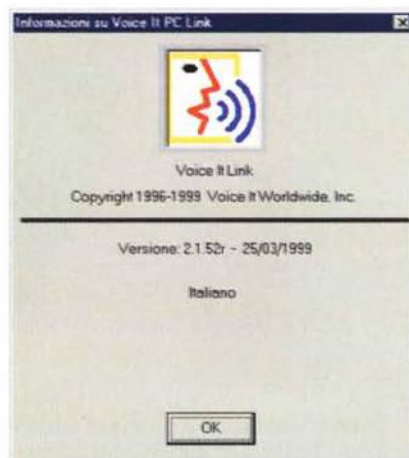 Informazioni su Voice It PC Link
Voice It Link
Copyright 1996-1999 Voice It Worldwide, Inc.
Versione: 2.1.52r - 25/03/1999
Italiano
OK